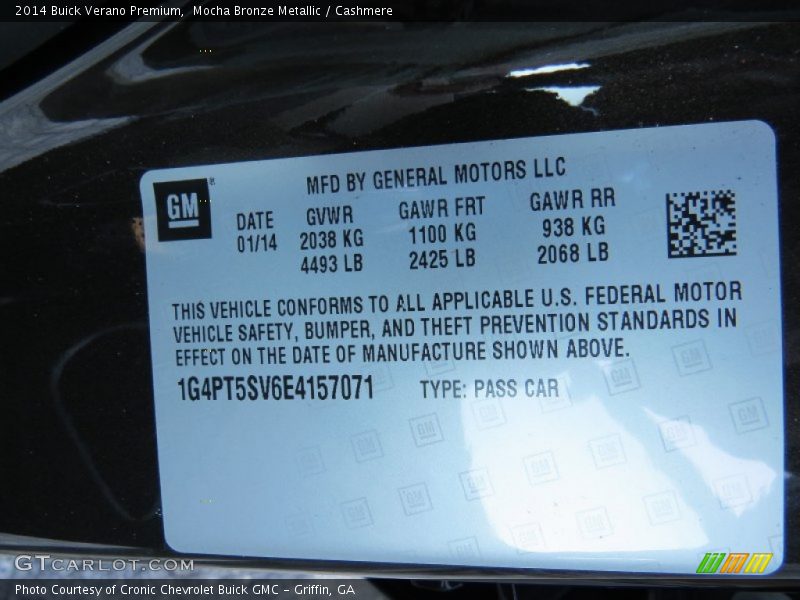 2014 Buick Verano Premium, Mocha Bronze Metallic / Cashmere
MFD BY GENERAL MOTORS LLC
GM®
DATE GVWR GAWR FRT GAWR RR
01/14 2038 KG 1100 KG 938 KG
4493 LB 2425 LB 2068 LB
THIS VEHICLE CONFORMS TO ALL APPLICABLE U.S. FEDERAL MOTOR
VEHICLE SAFETY, BUMPER, AND THEFT PREVENTION STANDARDS IN
EFFECT ON THE DATE OF MANUFACTURE SHOWN ABOVE.
1G4PT5SV6E4157071 TYPE: PASS CAR
GTCARLOT.COM
Photo Courtesy of Cronic Chevrolet Buick GMC – Griffin, GA